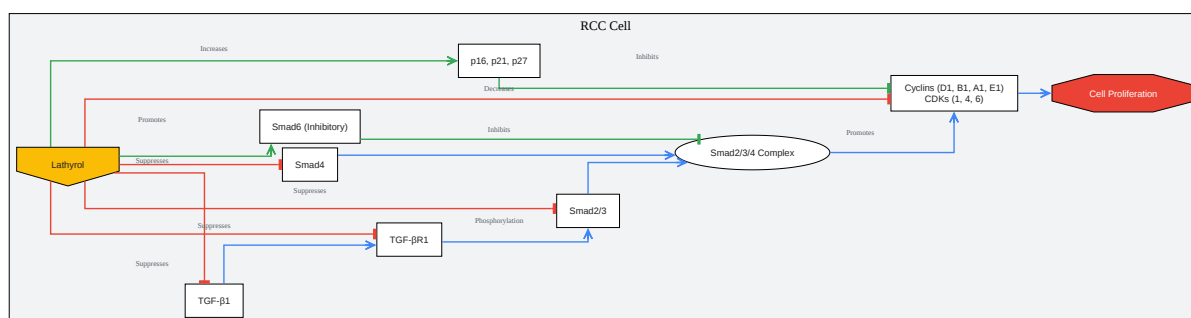 RCC Cell
Increases
p16, p21, p27
Inhibits
Decreases
Cyclins (D1, B1, A1, E1)
CDKs (1, 4, 6)
Cell Proliferation
Promotes
Smad6 (Inhibitory)
Inhibits
Promotes
Lathyrol
Suppresses
Smad4
Smad2/3/4 Complex
Suppresses
Smad2/3
Suppresses
Phosphorylation
TGF-βR1
Suppresses
TGF-β1